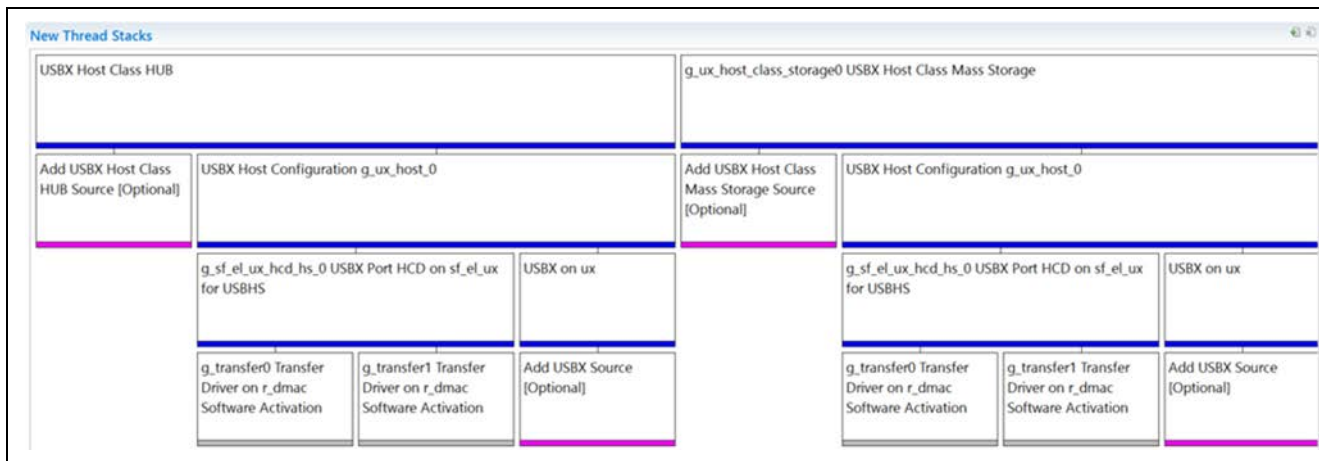 New Thread Stacks
USBX Host Class HUB
g_ux_host_class_storage0 USBX Host Class Mass Storage
Add USBX Host Class
HUB Source [Optional]
USBX Host Configuration g_ux_host_0
Add USBX Host Class
Mass Storage Source
[Optional]
USBX Host Configuration g_ux_host_0
g_sf_el_ux_hcd_hs_0 USBX Port HCD on sf_el_ux
for USBHS
USBX on ux
g_sf_el_ux_hcd_hs_0 USBX Port HCD on sf_el_ux
for USBHS
USBX on ux
g_transfer0 Transfer
Driver on r_dmac
Software Activation
g_transfer1 Transfer
Driver on r_dmac
Software Activation
Add USBX Source
[Optional]
g_transfer0 Transfer
Driver on r_dmac
Software Activation
g_transfer1 Transfer
Driver on r_dmac
Software Activation
Add USBX Source
[Optional]